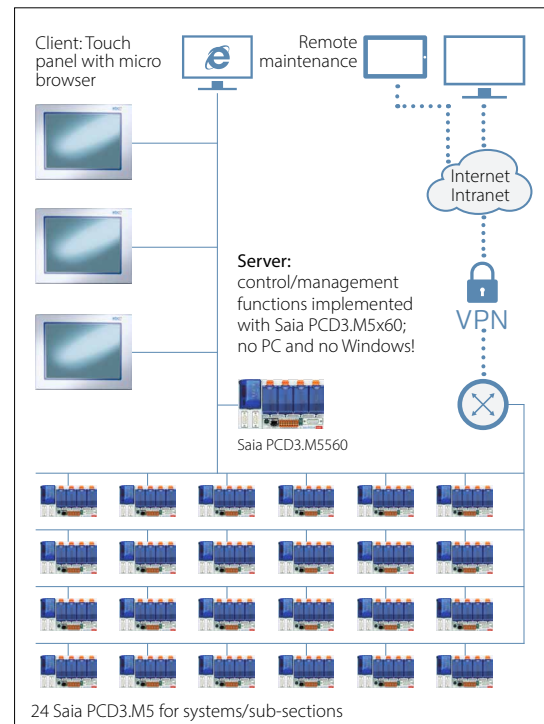 Client: Touch
panel with micro
browser
Remote
maintenance
Internet
Intranet
Server:
control/management
functions implemented
with Saia PCD3.M5x60;
no PC and no Windows!
VPN
Saia PCD3.M5560
24 Saia PCD3.M5 for systems/sub-sections